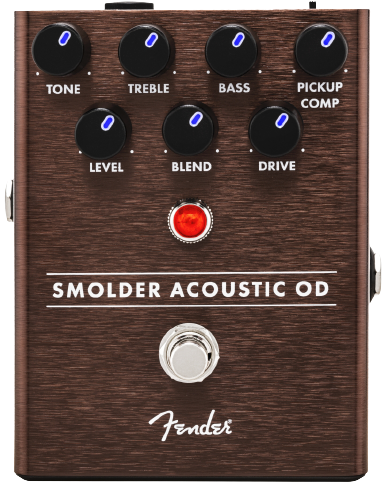 TONE TREBLE BASS PICKUP
COMP
LEVEL BLEND DRIVE
SMOLDER ACOUSTIC OD
Fender